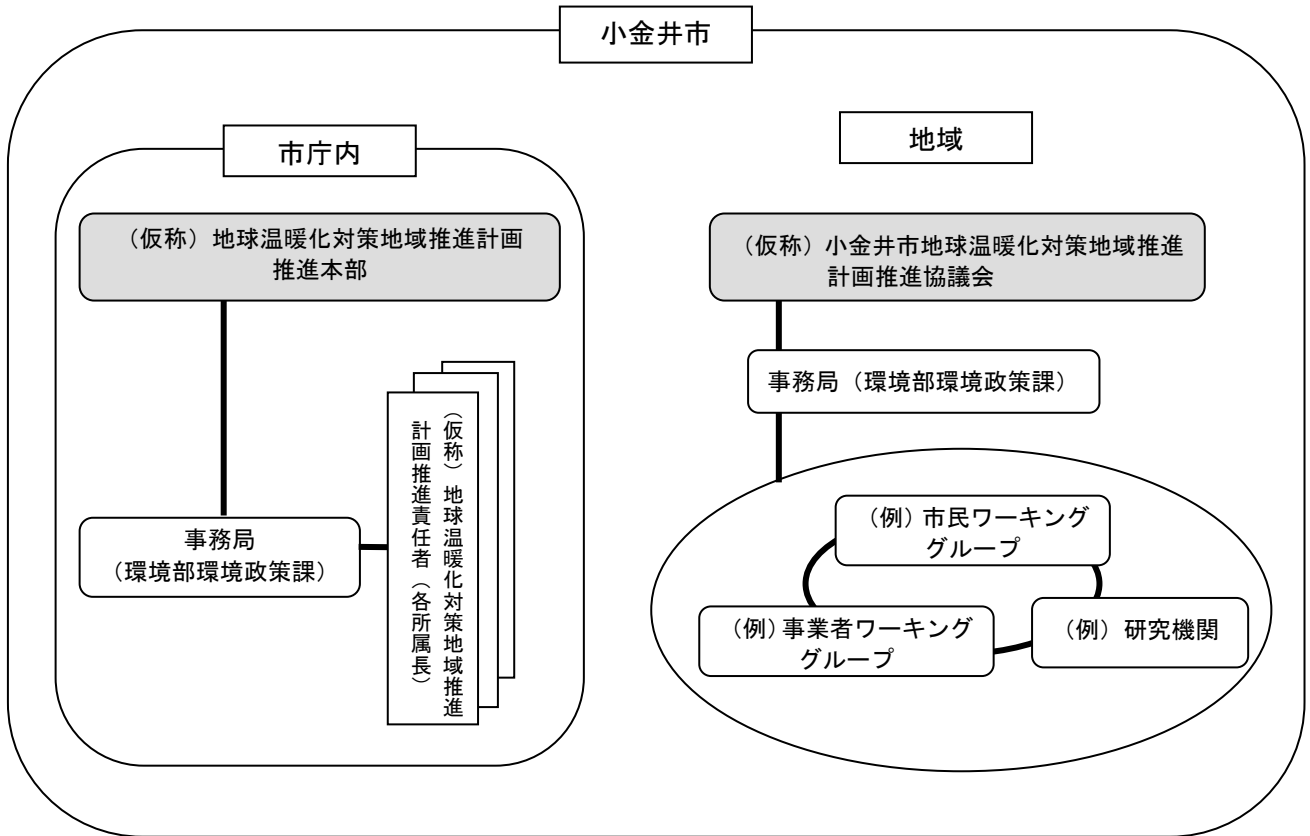 小金井市
市庁内
(仮称)地球温暖化対策地域推進計画
推進本部
事務局
(環境部環境政策課)
(仮称)地球温暖化対策地域推進
計画推進責任者(各所属長)
地域
(仮称)小金井市地球温暖化対策地域推進
計画推進協議会
事務局(環境部環境政策課)
(例)市民ワーキング
グループ
(例)事業者ワーキング
グループ
(例)研究機関